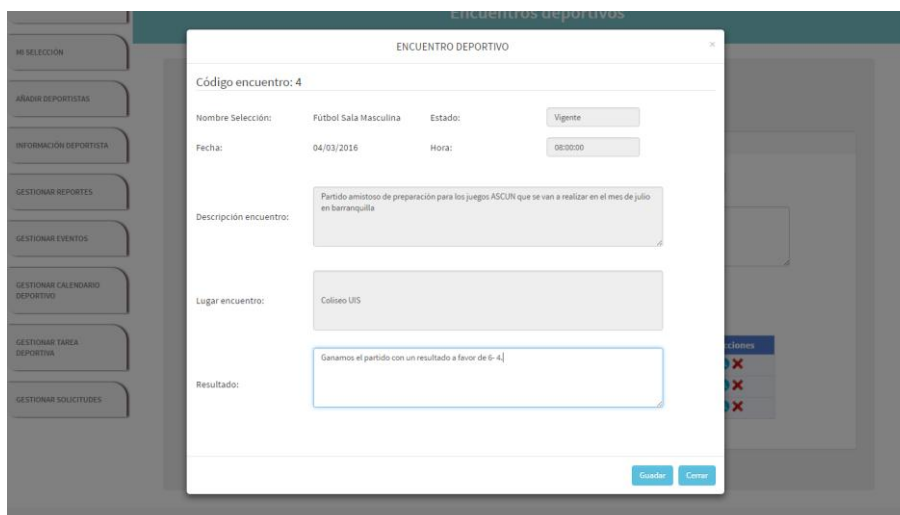 Encuentros deportivos
MI SELECCIÓN
AÑADIR DEPORTISTAS
INFORMACIÓN DEPORTISTA
GESTIONAR REPORTES
GESTIONAR EVENTOS
GESTIONAR CALENDARIO
DEPORTIVO
GESTIONAR TAREA
DEPORTIVA
GESTIONAR SOLICITUDES
ENCUENTRO DEPORTIVO ×
Código encuentro: 4
Nombre Selección: Fútbol Sala Masculina Estado: Vigente
Fecha: 04/03/2016 Hora: 08:00:00
Descripción encuentro:
Partido amistoso de preparación para los juegos ASCUN que se van a realizar en el mes de julio
en barranquilla
Lugar encuentro: Coliseo UIS
Resultado:
Ganamos el partido con un resultado a favor de 6- 4.
Guadar Cerrar